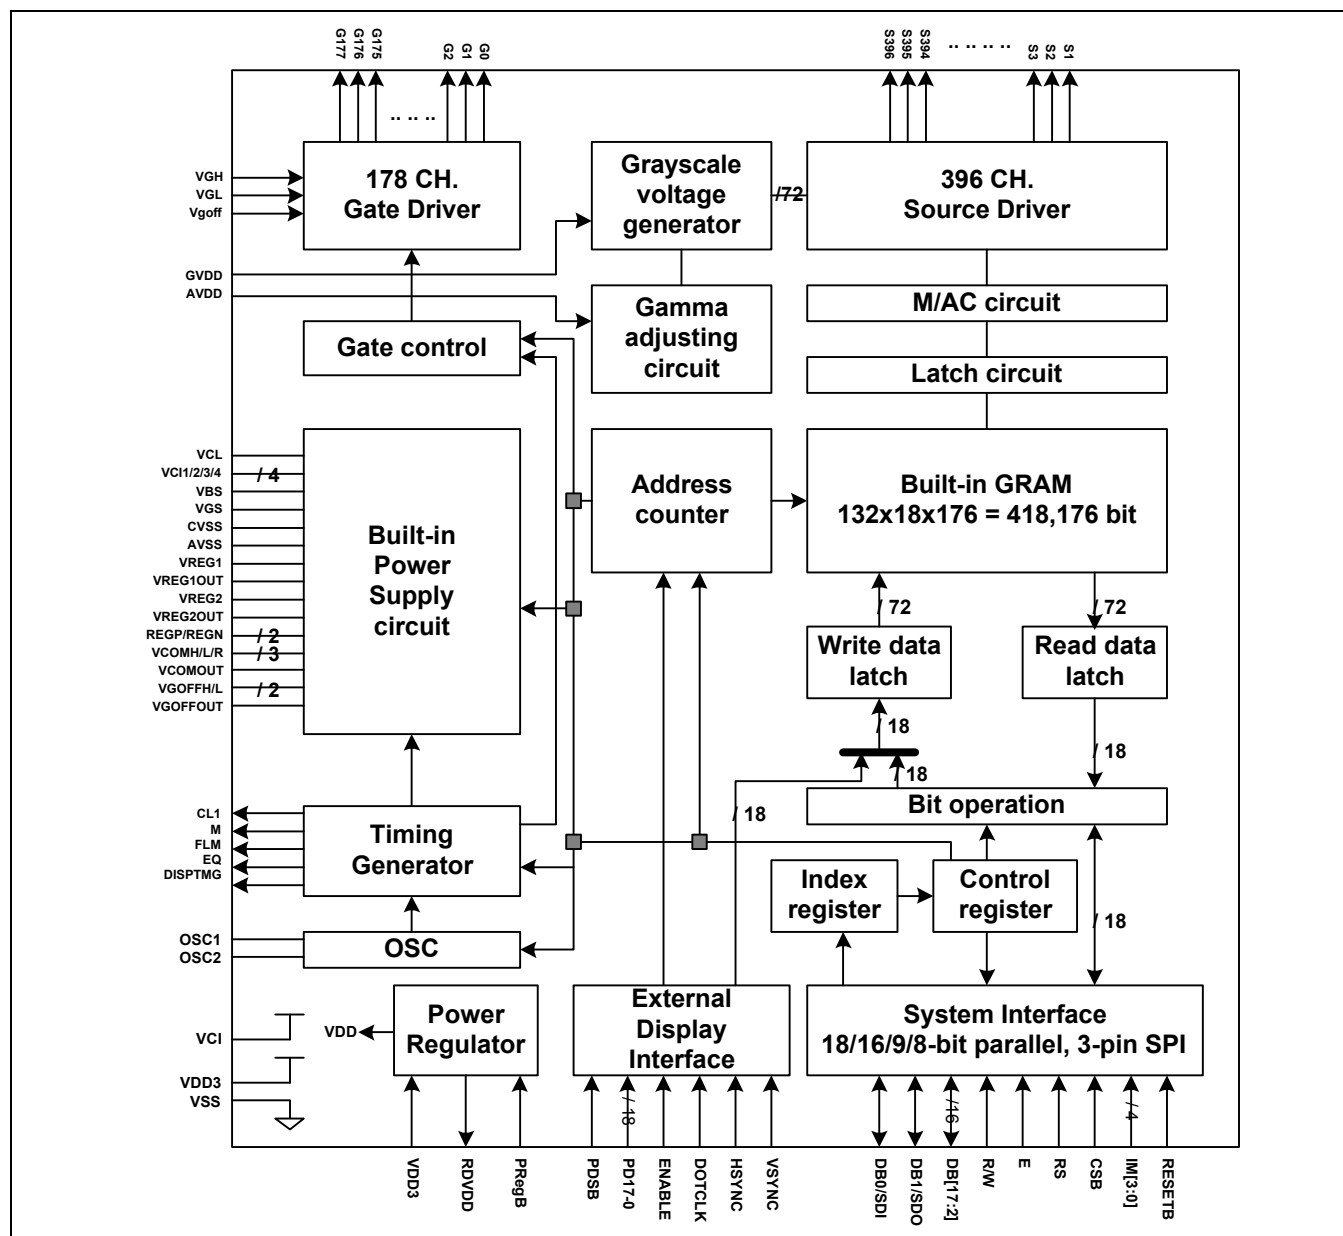 G177 G176 G175 .. .. .. G2 G1 G0
S396 S395 S394 .. .. .. .. S3 S2 S1
VGH
VGL
Vgoff
178 CH.
Gate Driver
Grayscale
voltage
generator
/72
396 CH.
Source Driver
GVDD
AVDD
Gate control
Gamma
adjusting
circuit
M/AC circuit
Latch circuit
VCL
VCI1/2/3/4
/ 4
VBS
VGS
CVSS
AVSS
VREG1
VREG1OUT
VREG2
VREG2OUT
REGP/REGN
/ 2
VCOMH/L/R
/ 3
VCOMOUT
VGOFFH/L
/ 2
VGOFFOUT
Built-in
Power
Supply
circuit
Address
counter
Built-in GRAM
132x18x176 = 418,176 bit
/ 72
/ 72
Write data
latch
Read data
latch
/ 18
/ 18
/ 18
/ 18
Bit operation
CL1
M
FLM
EQ
DISPTMG
Timing
Generator
Index
register
Control
register
/ 18
OSC1
OSC2
OSC
VCI
VDD3
VSS
VDD
Power
Regulator
External
Display
Interface
System Interface
18/16/9/8-bit parallel, 3-pin SPI
/ 18
/16
/ 4
VDD3 RDVDD PRegB
PDSB PD17-0 ENABLE DOTCLK HSYNC VSYNC
DB0/SDI DB1/SDO DB[17:2] R/W E RS CSB IM[3:0] RESETB